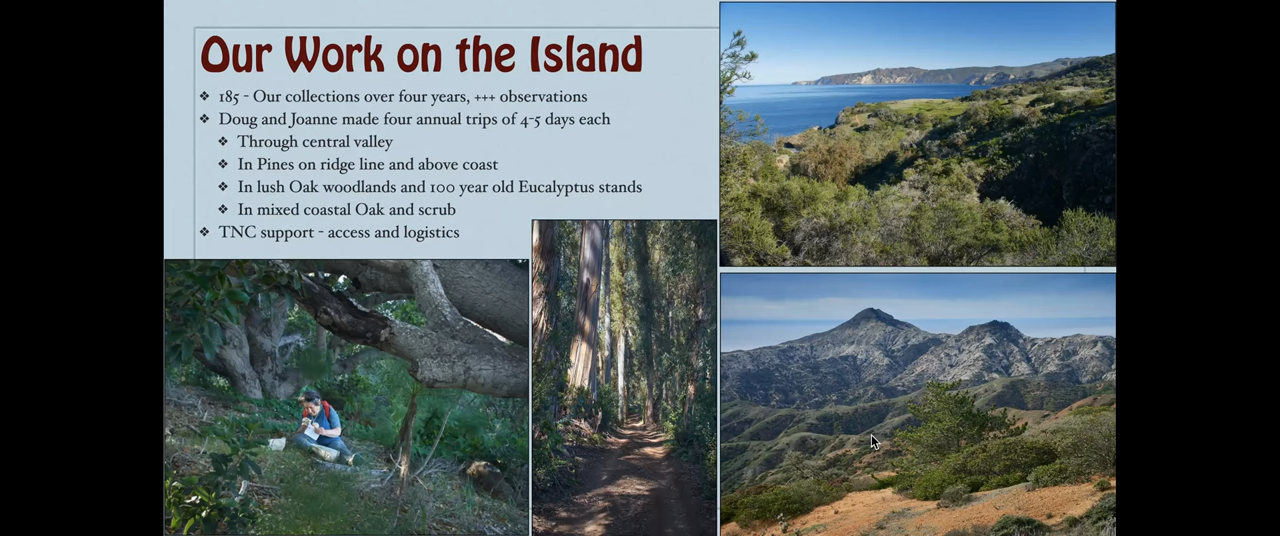 Our Work on the Island
❖ 185 - Our collections over four years, +++ observations
❖ Doug and Joanne made four annual trips of 4-5 days each
❖ Through central valley
❖ In Pines on ridge line and above coast
❖ In lush Oak woodlands and 100 year old Eucalyptus stands
❖ In mixed coastal Oak and scrub
❖ TNC support - access and logistics